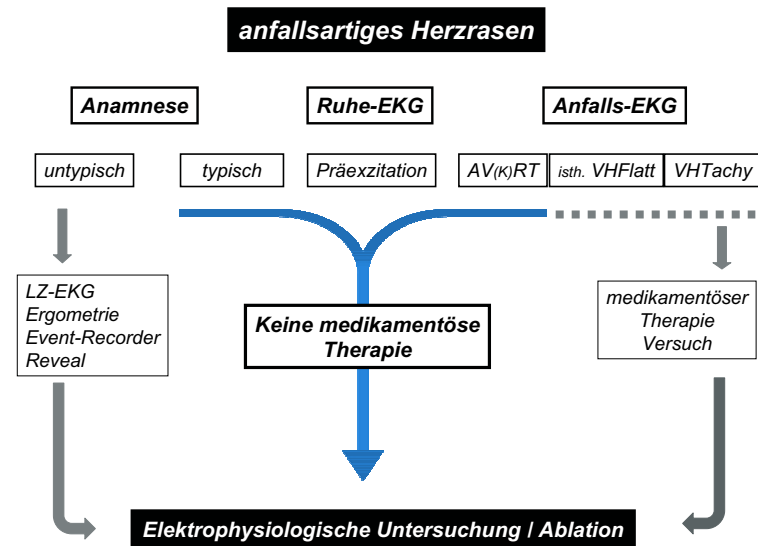 anfallsartiges Herzrasen
Anamnese
Ruhe-EKG
Anfalls-EKG
untypisch
typisch
Präexzitation
AV(K)RT
isth. VHFlatt
VHTachy
LZ-EKG
Ergometrie
Event-Recorder
Reveal
Keine medikamentöse
Therapie
medikamentöser
Therapie
Versuch
Elektrophysiologische Untersuchung / Ablation